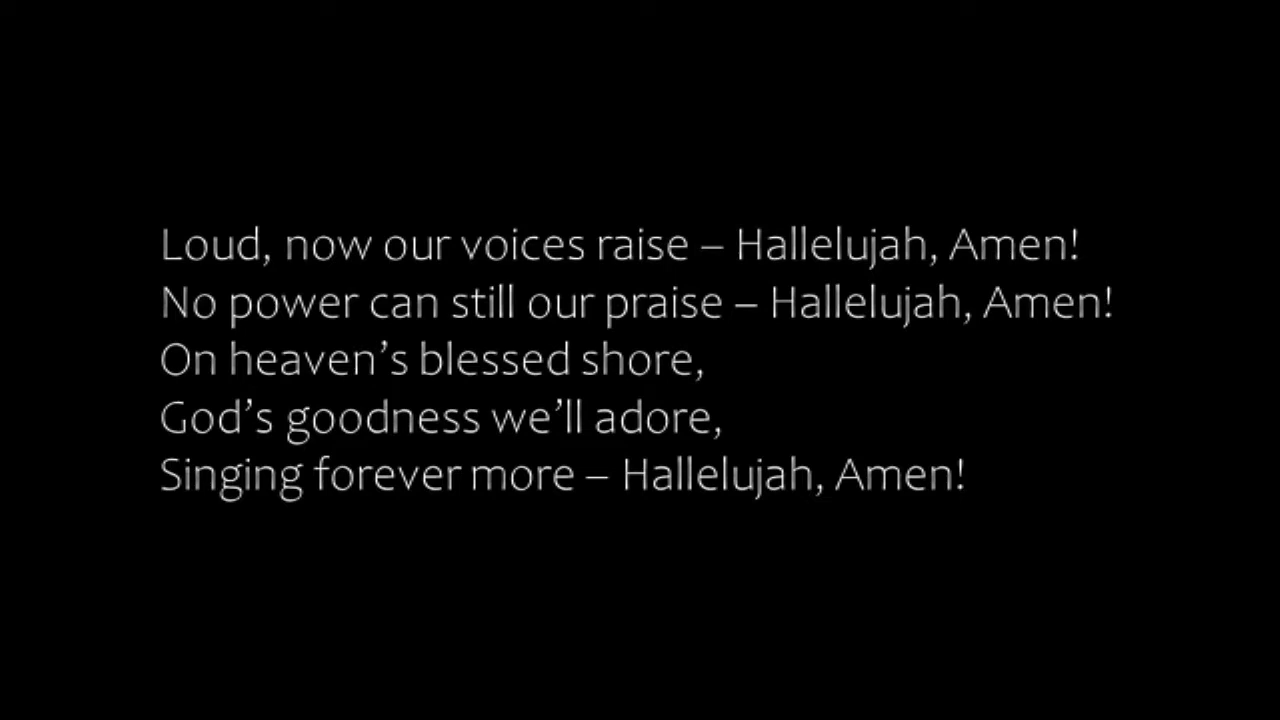 Loud, now our voices raise – Hallelujah, Amen!
No power can still our praise – Hallelujah, Amen!
On heaven’s blessed shore,
God’s goodness we’ll adore,
Singing forever more – Hallelujah, Amen!